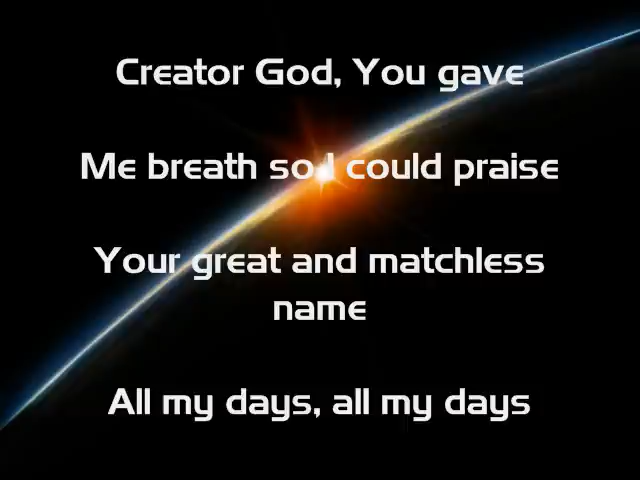 Creator God, You gave
Me breath so I could praise
Your great and matchless
name
All my days, all my days